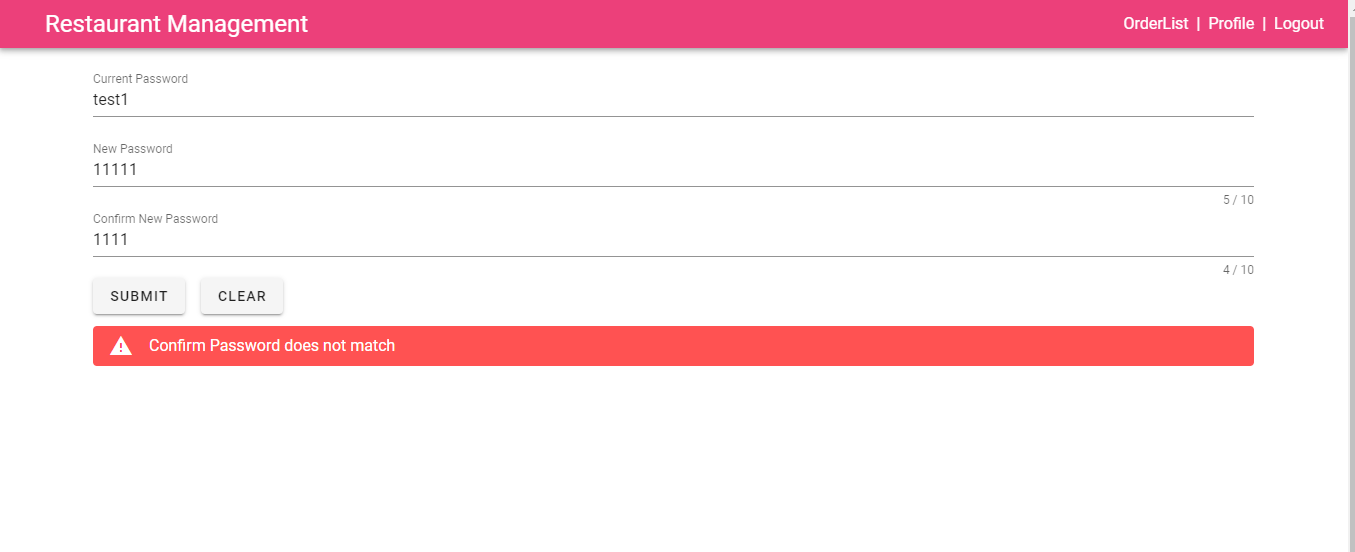 Restaurant Management
OrderList | Profile | Logout
Current Password
test1
New Password
11111
5 / 10
Confirm New Password
1111
4 / 10
SUBMIT CLEAR
Confirm Password does not match